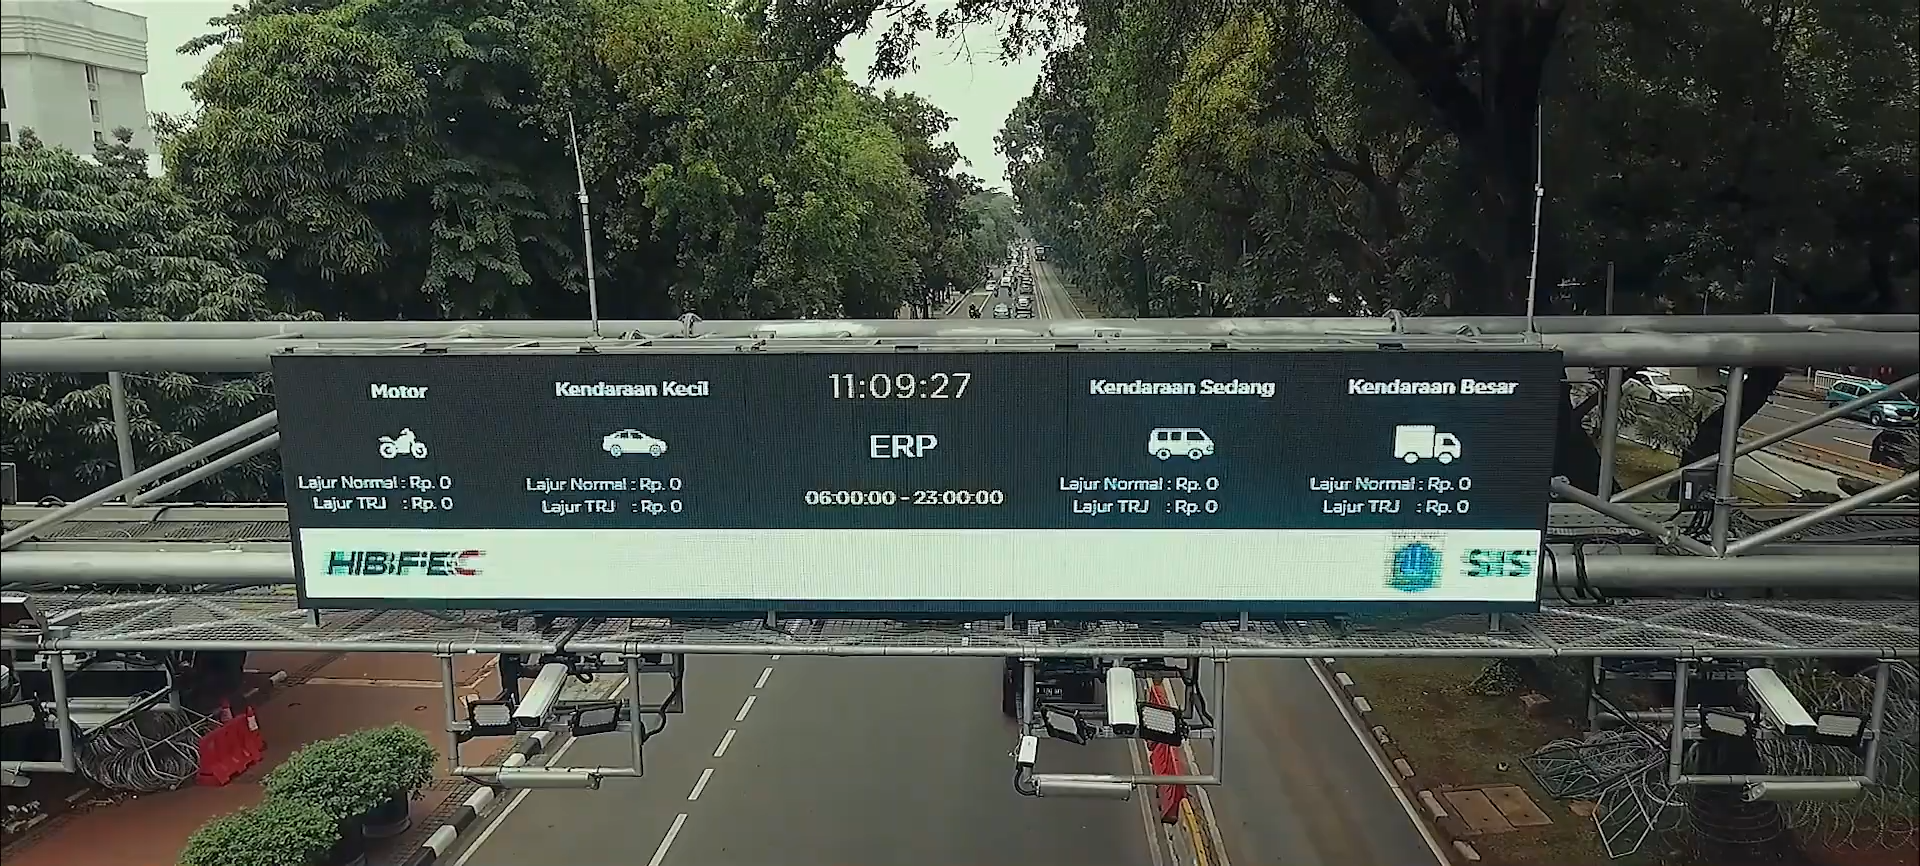 Motor
Lajur Normal : Rp. 0
Lajur TRJ : Rp. 0
Kendaraan Kecil
Lajur Normal : Rp. 0
Lajur TRJ : Rp. 0
11:09:27
ERP
06:00:00 - 23:00:00
Kendaraan Sedang
Lajur Normal : Rp. 0
Lajur TRJ : Rp. 0
Kendaraan Besar
Lajur Normal : Rp. 0
Lajur TRJ : Rp. 0